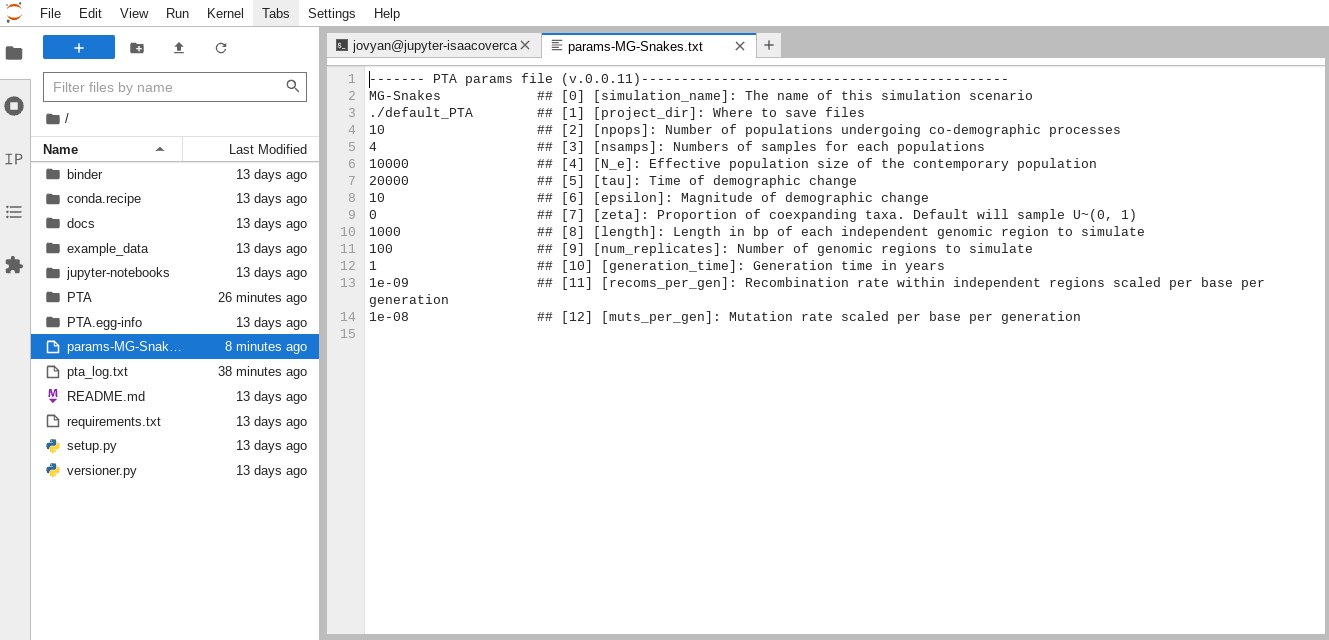 File Edit View Run Kernel Tabs Settings Help
Filter files by name
/
Name Last Modified
binder 13 days ago
conda.recipe 13 days ago
docs 13 days ago
example_data 13 days ago
jupyter-notebooks 13 days ago
PTA 26 minutes ago
PTA.egg-info 13 days ago
params-MG-Snak… 8 minutes ago
pta_log.txt 38 minutes ago
README.md 13 days ago
requirements.txt 13 days ago
setup.py 13 days ago
versioner.py 13 days ago
IP
jovyan@jupyter-isaacoverca params-MG-Snakes.txt
1 ------- PTA params file (v.0.0.11)----------------------------------------------
2 MG-Snakes ## [0] [simulation_name]: The name of this simulation scenario
3 ./default_PTA ## [1] [project_dir]: Where to save files
4 10 ## [2] [npops]: Number of populations undergoing co-demographic processes
5 4 ## [3] [nsamps]: Numbers of samples for each populations
6 10000 ## [4] [N_e]: Effective population size of the contemporary population
7 20000 ## [5] [tau]: Time of demographic change
8 10 ## [6] [epsilon]: Magnitude of demographic change
9 0 ## [7] [zeta]: Proportion of coexpanding taxa. Default will sample U~(0, 1)
10 1000 ## [8] [length]: Length in bp of each independent genomic region to simulate
11 100 ## [9] [num_replicates]: Number of genomic regions to simulate
12 1 ## [10] [generation_time]: Generation time in years
13 1e-09 ## [11] [recoms_per_gen]: Recombination rate within independent regions scaled per base per
generation
14 1e-08 ## [12] [muts_per_gen]: Mutation rate scaled per base per generation
15